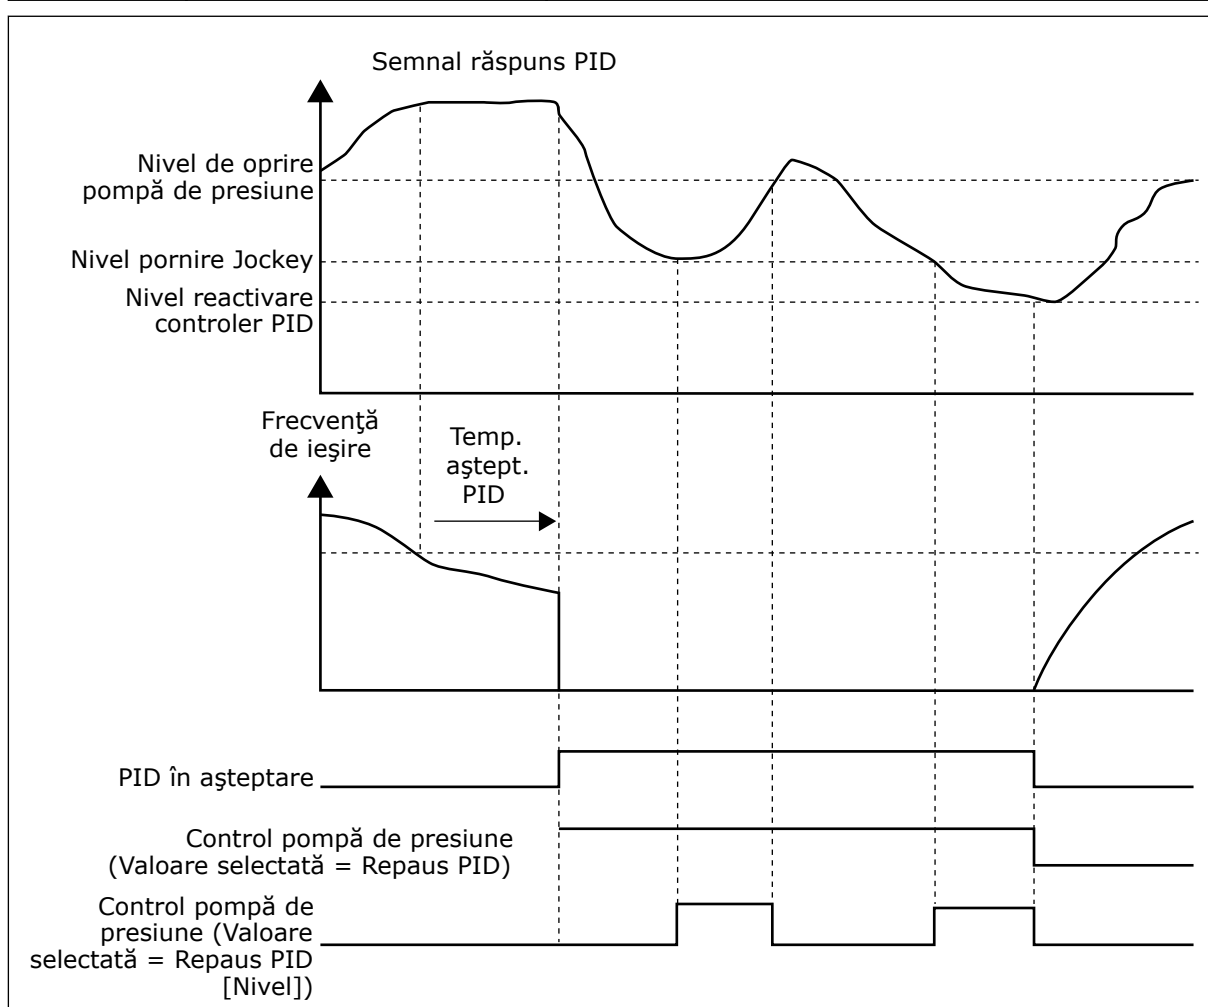 Semnal răspuns PID
Nivel de oprire
pompă de presiune
Nivel pornire Jockey
Nivel reactivare
controler PID
Frecvenţă
de ieşire
Temp.
aştept.
PID
PID în aşteptare
Control pompă de presiune
(Valoare selectată = Repaus PID)
Control pompă de
presiune (Valoare
selectată = Repaus PID
[Nivel])